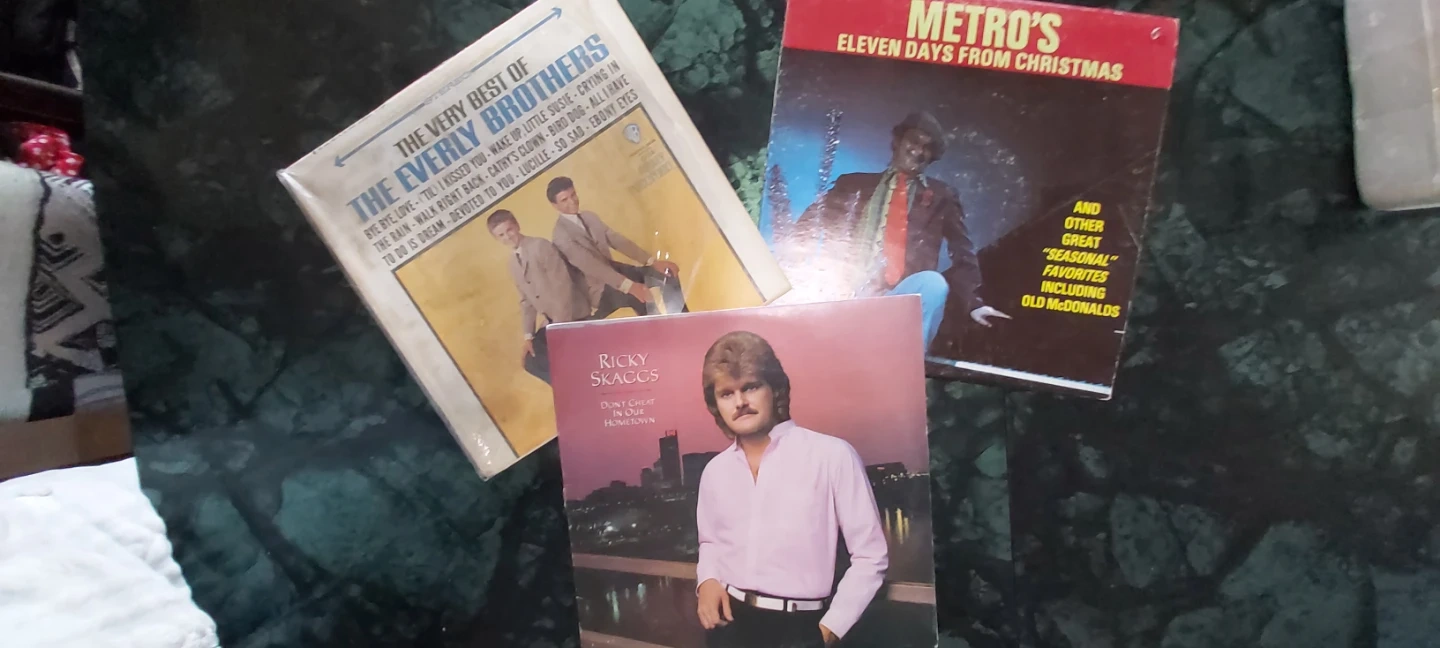 THE VERY BEST OF
THE EVERLY BROTHERS
BYE BYE, LOVE - ('TIL) I KISSED YOU - WAKE UP, LITTLE SUSIE - CRYING IN
THE RAIN - WALK RIGHT BACK - CATHY'S CLOWN - BIRD DOG - ALL I HAVE
TO DO IS DREAM - DEVOTED TO YOU - LUCILLE - SO SAD - EBONY EYES
METRO'S
ELEVEN DAYS FROM CHRISTMAS
AND
OTHER
GREAT
"SEASONAL"
FAVORITES
INCLUDING
OLD McDONALDS
RICKY
SKAGGS
DON'T CHEAT
IN OUR
HOMETOWN